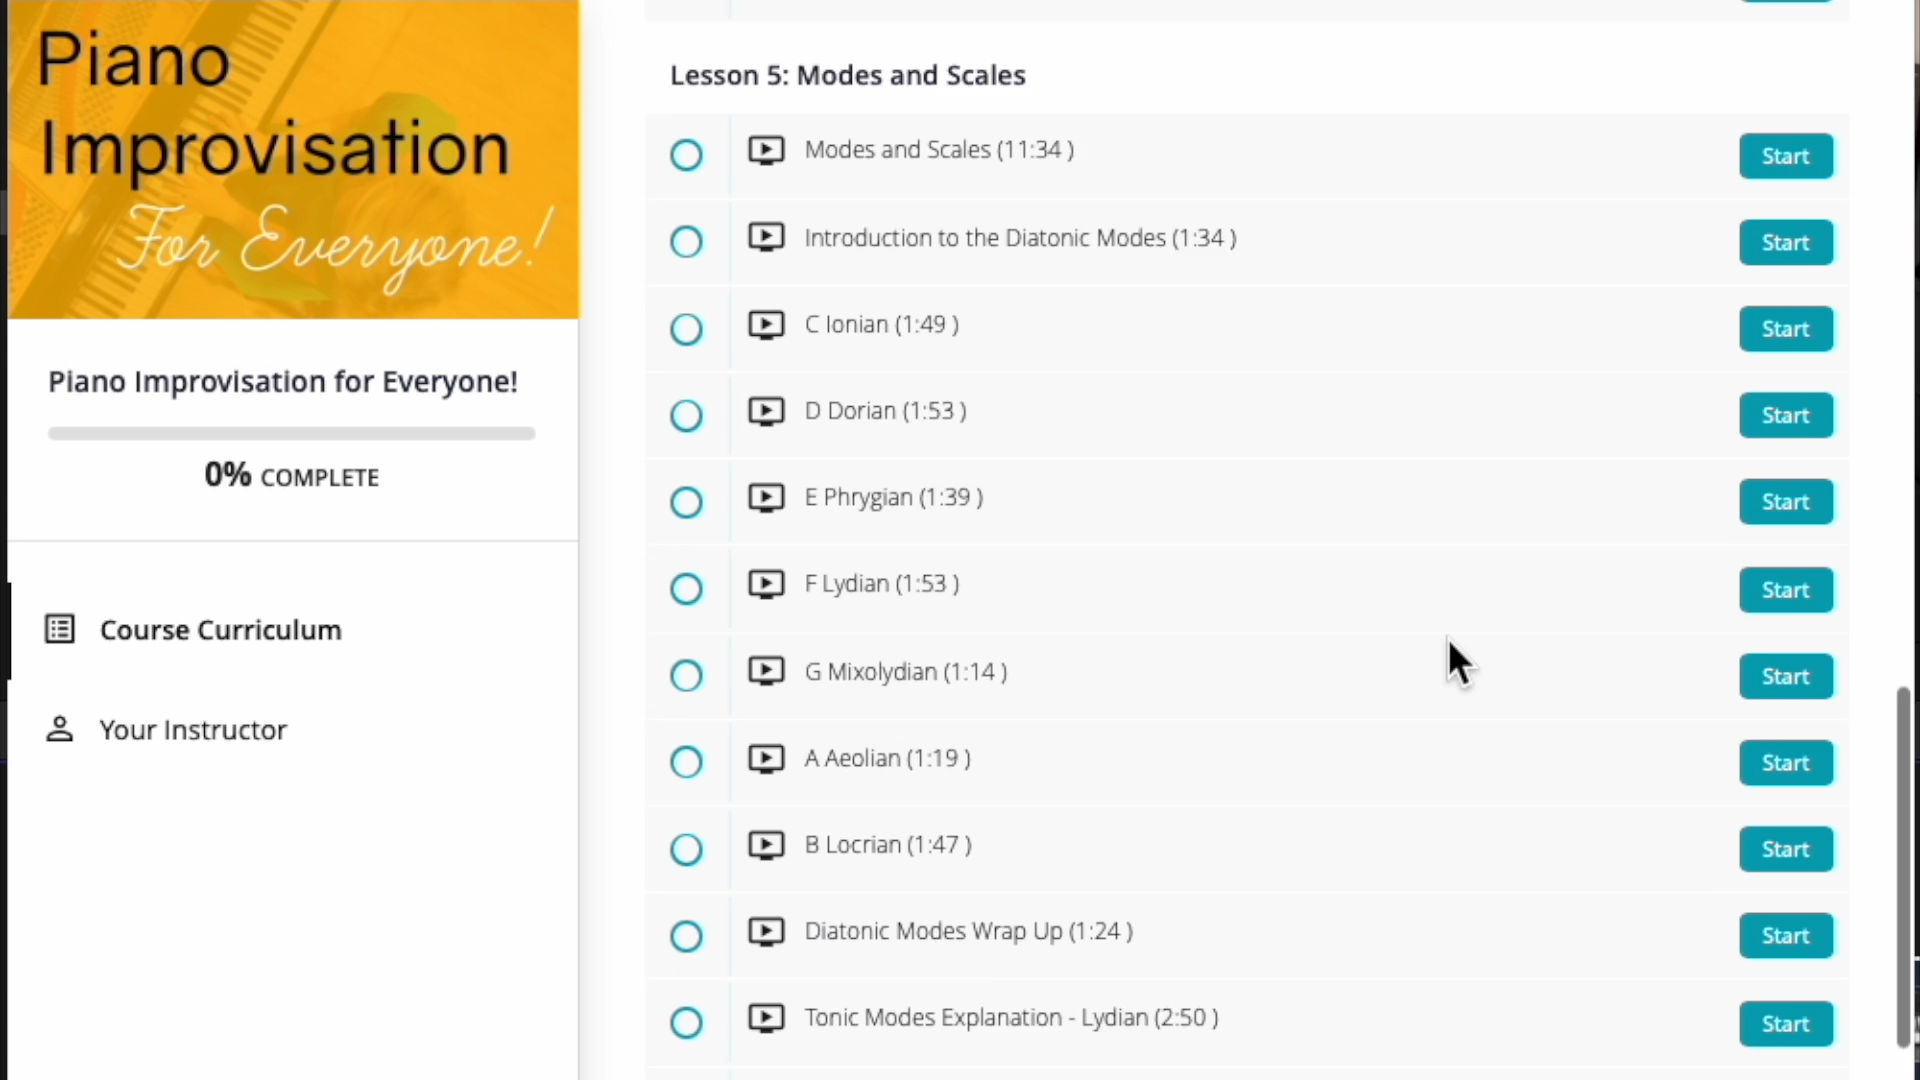 Piano
Improvisation
For Everyone!
Piano Improvisation for Everyone!
0% COMPLETE
Course Curriculum
Your Instructor
Lesson 5: Modes and Scales
Modes and Scales (11:34 )
Start
Introduction to the Diatonic Modes (1:34 )
Start
C Ionian (1:49 )
Start
D Dorian (1:53 )
Start
E Phrygian (1:39 )
Start
F Lydian (1:53 )
Start
G Mixolydian (1:14 )
Start
A Aeolian (1:19 )
Start
B Locrian (1:47 )
Start
Diatonic Modes Wrap Up (1:24 )
Start
Tonic Modes Explanation - Lydian (2:50 )
Start